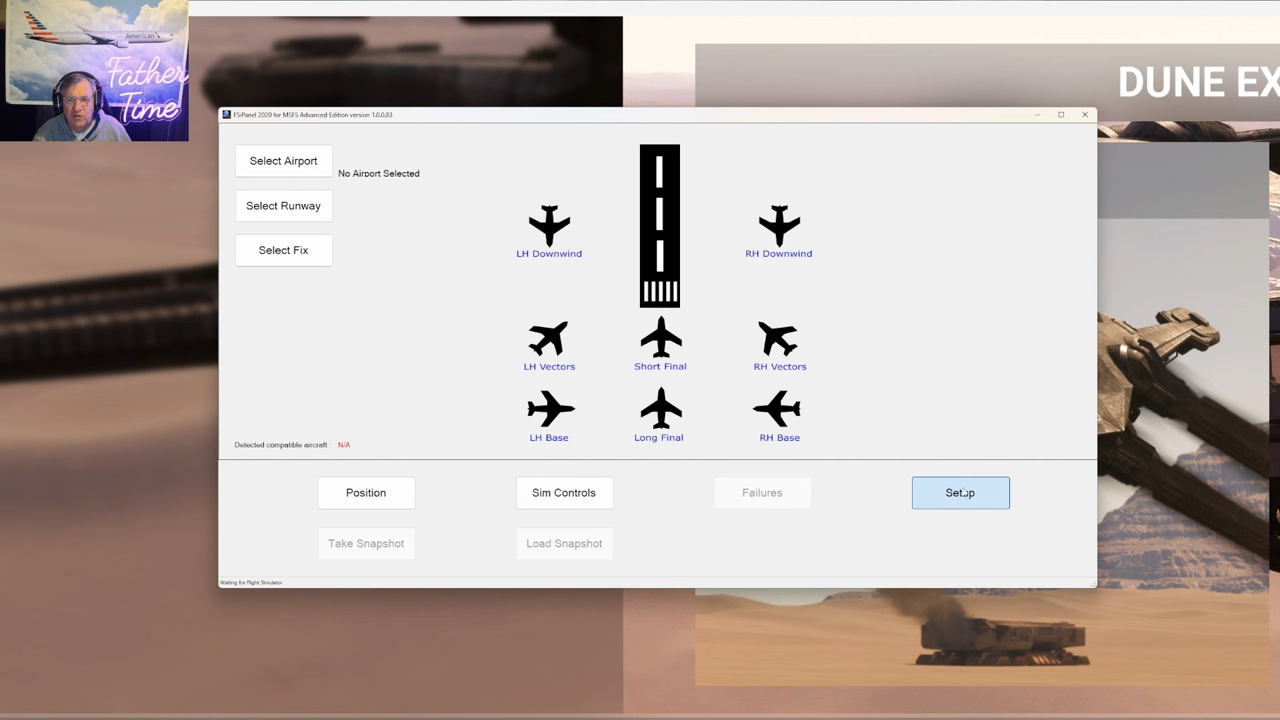 American
Father
Time
DUNE EX
FSiPanel 2020 for MSFS Advanced Edition version 1.0.0.83
Select Airport
No Airport Selected
Select Runway
Select Fix
LH Downwind
RH Downwind
LH Vectors
Short Final
RH Vectors
LH Base
Long Final
RH Base
Detected compatible aircraft : N/A
Position
Sim Controls
Failures
Setup
Take Snapshot
Load Snapshot
Waiting for Flight Simulator